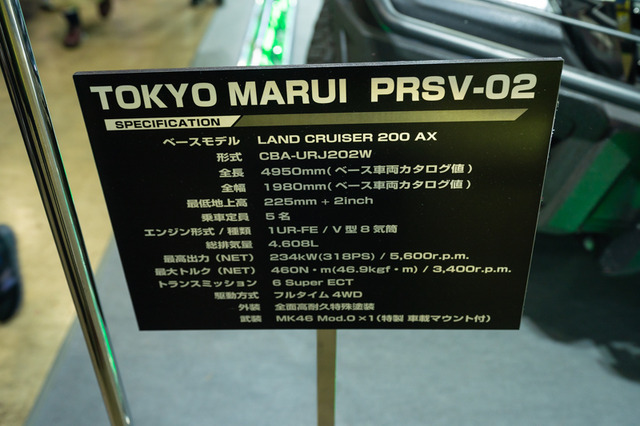 TOKYO MARUI PRSV-02
SPECIFICATION
ベースモデル LAND CRUISER 200 AX
形式 CBA-URJ202W
全長 4950mm(ベース車両カタログ値)
全幅 1980mm(ベース車両カタログ値)
最低地上高 225mm + 2inch
乗車定員 5名
エンジン形式 / 種類 1UR-FE / V型8気筒
総排気量 4.608L
最高出力(NET) 234kW(318PS) / 5,600r.p.m.
最大トルク(NET) 460N・m(46.9kgf・m) / 3,400r.p.m.
トランスミッション 6 Super ECT
駆動方式 フルタイム4WD
外装 全面高耐久特殊塗装
武装 MK46 Mod.0×1(特製 車載マウント付)